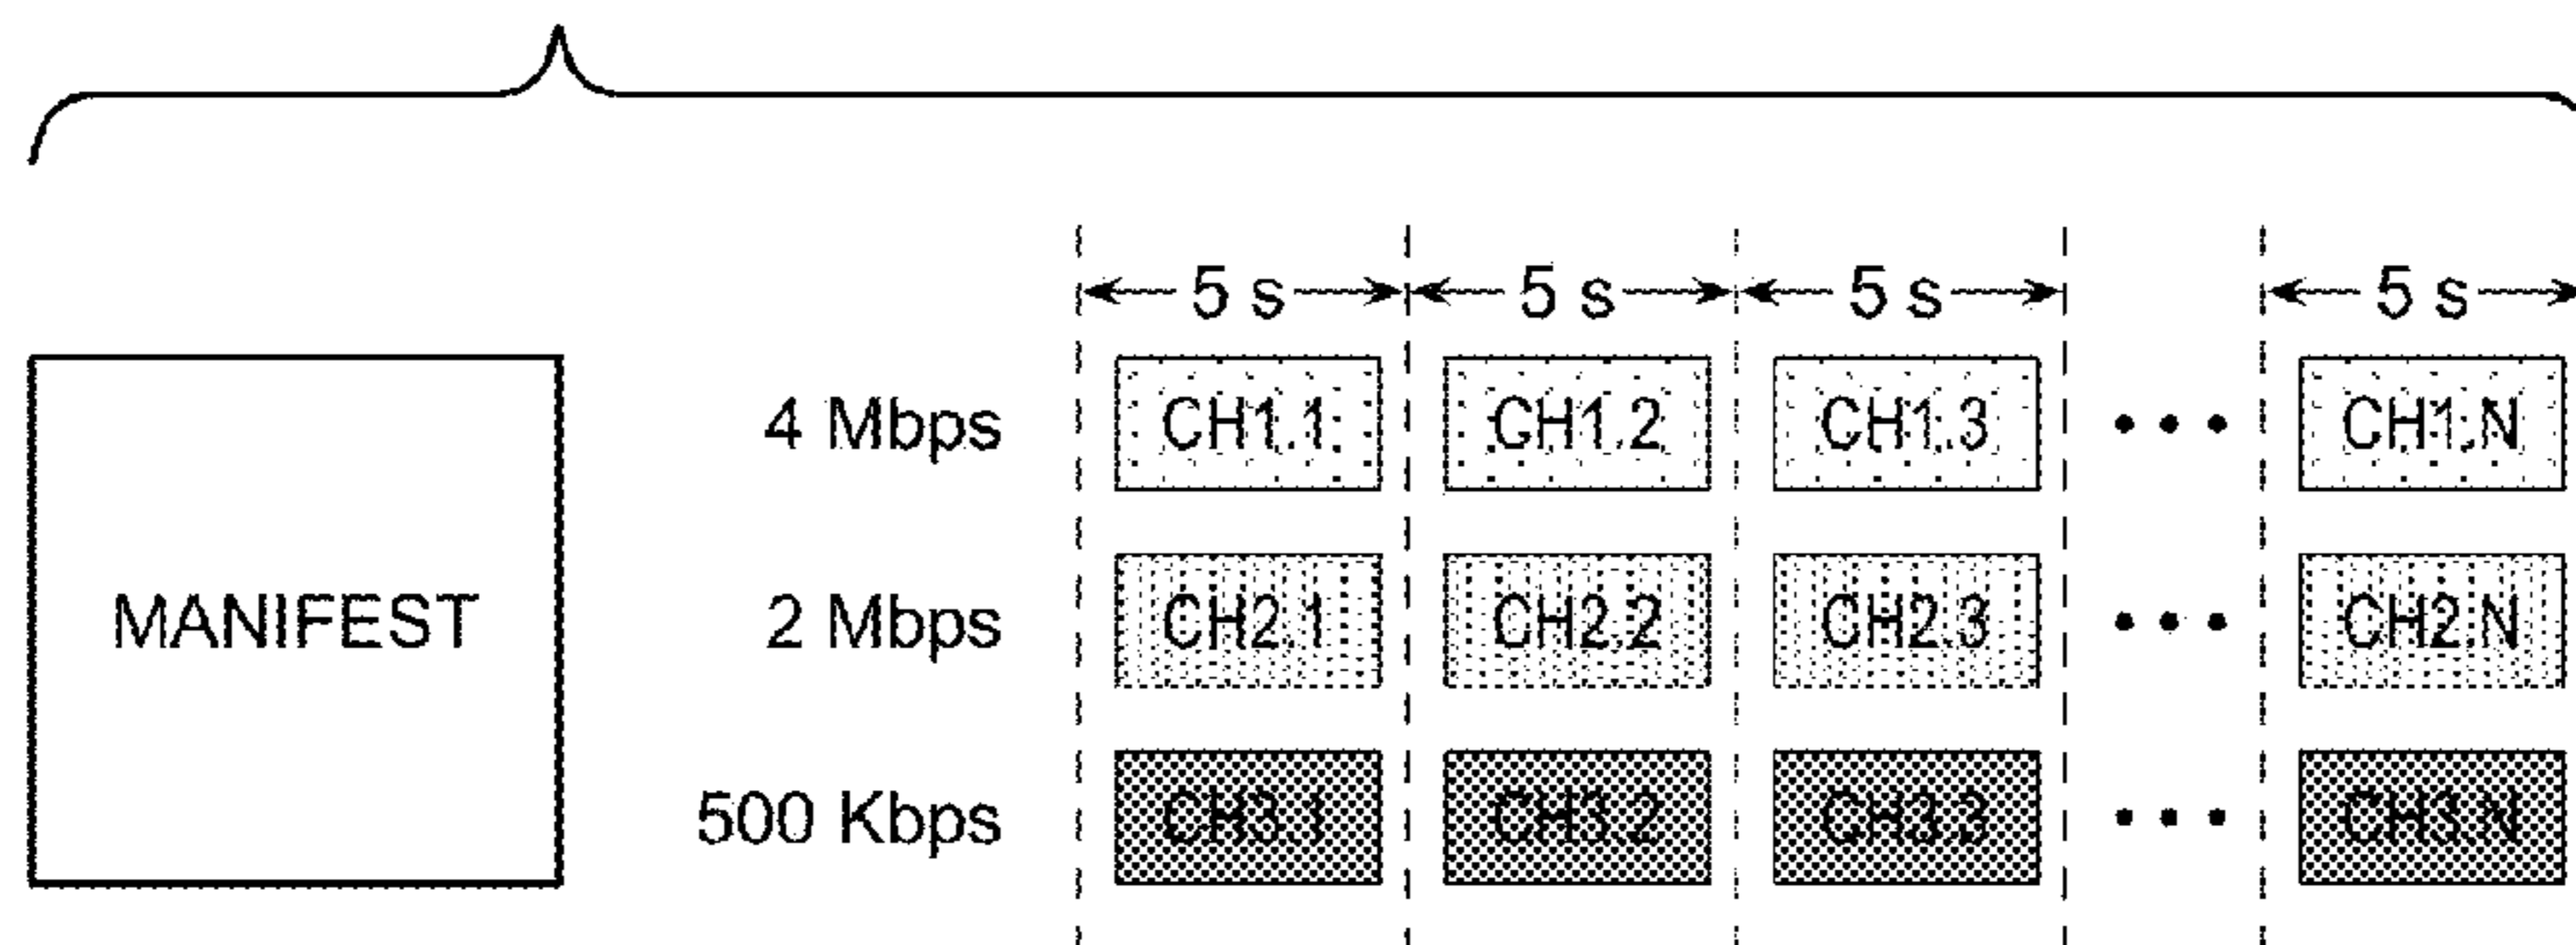 5 s 5 s 5 s 5 s
4 Mbps CH1.1 CH1.2 CH1.3 ... CH1.N
MANIFEST 2 Mbps CH2.1 CH2.2 CH2.3 ... CH2.N
500 Kbps CH3.1 CH3.2 CH3.3 ... CH3.N